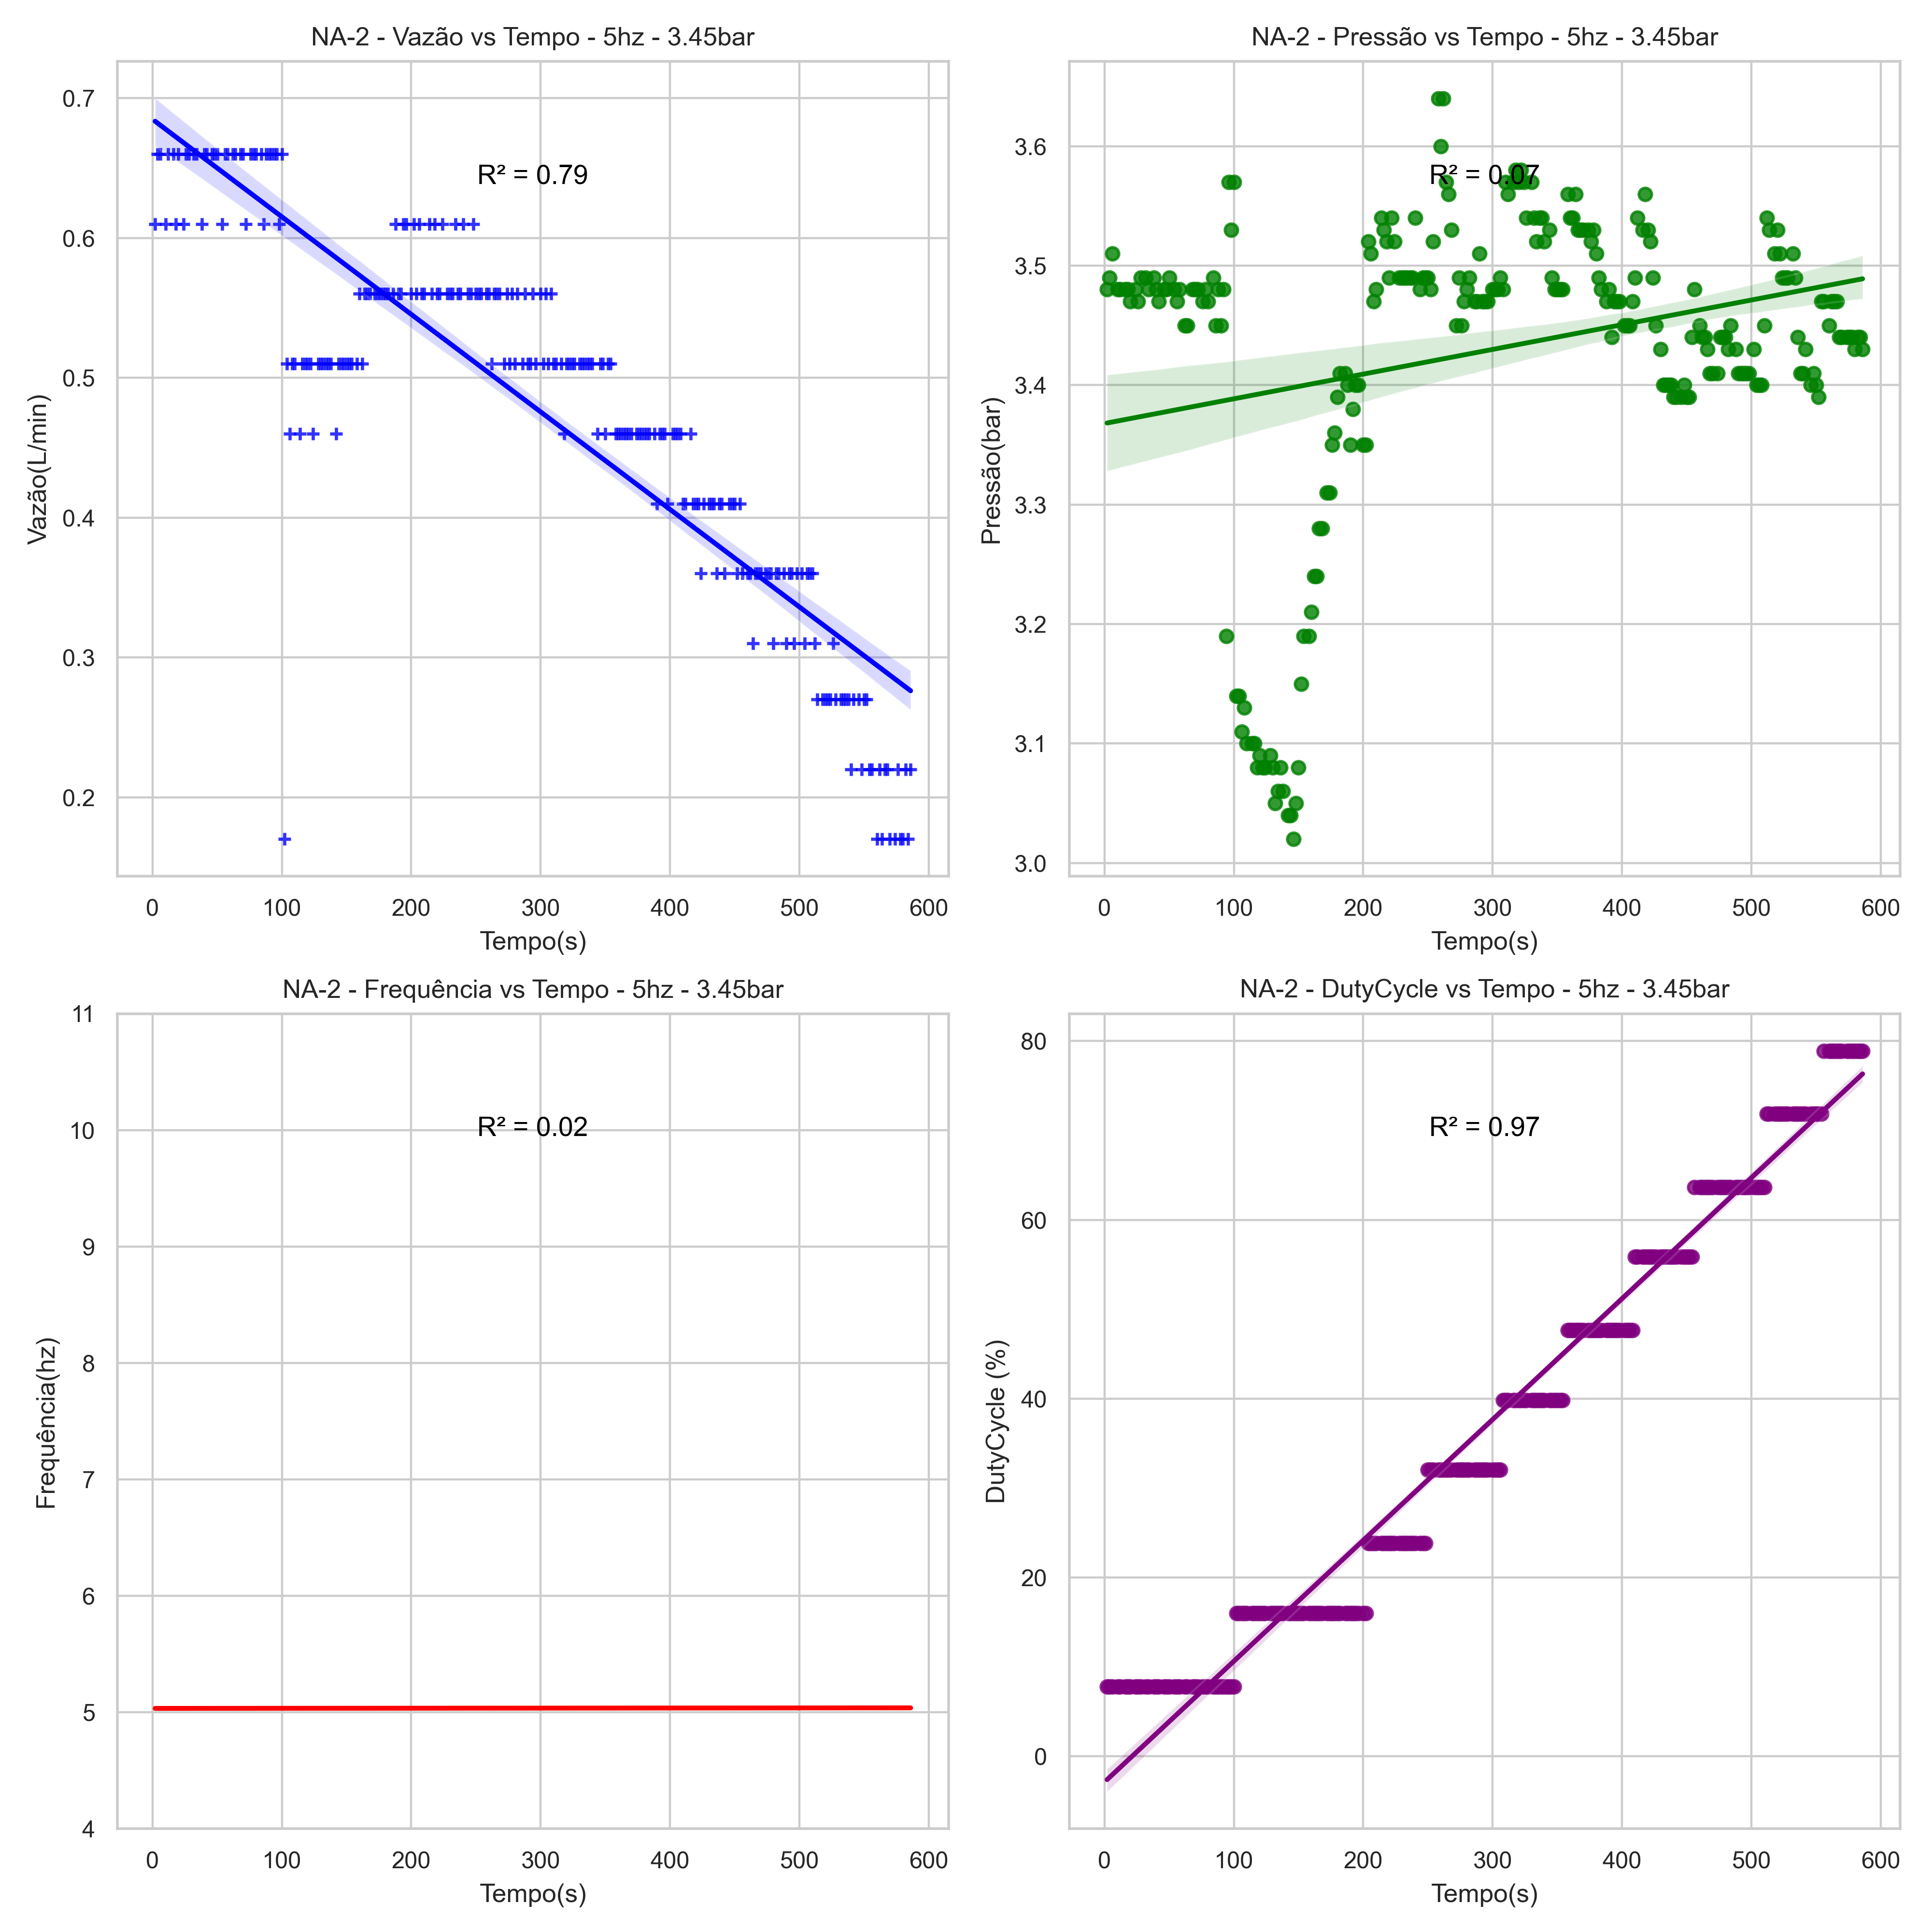 NA-2 - Vazão vs Tempo - 5hz - 3.45bar
R² = 0.79
Vazão(L/min)
0.7
0.6
0.5
0.4
0.3
0.2
0 100 200 300 400 500 600
Tempo(s)
NA-2 - Pressão vs Tempo - 5hz - 3.45bar
R² = 0.07
Pressão(bar)
3.6
3.5
3.4
3.3
3.2
3.1
3.0
0 100 200 300 400 500 600
Tempo(s)
NA-2 - Frequência vs Tempo - 5hz - 3.45bar
R² = 0.02
Frequência(hz)
11
10
9
8
7
6
5
4
0 100 200 300 400 500 600
Tempo(s)
NA-2 - DutyCycle vs Tempo - 5hz - 3.45bar
R² = 0.97
DutyCycle (%)
80
60
40
20
0
0 100 200 300 400 500 600
Tempo(s)